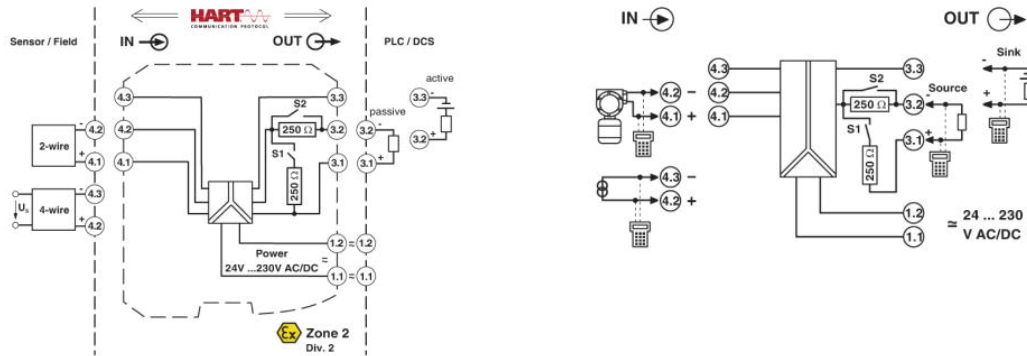 HART
COMMUNICATION PROTOCOL
Sensor / Field
IN
OUT
PLC / DCS
active
passive
4.3
3.3
3.3 -
S2
4.2
250 Ω
3.2
3.2 -
+
3.2
2-wire
- 4.2
+ 4.1
4.1
S1
3.1
3.1 +
250 Ω
4-wire
- 4.3
+ 4.2
U
1.2 ≈ 1.2
Power
24V ...230V AC/DC
≂
1.1 ≈ 1.1
Ex
Zone 2
Div. 2
IN
OUT
Sink
-
+
4.3
3.3
S2
Source
4.2 -
4.2
250 Ω
3.2
-
4.1 +
4.1
S1
3.1
+
250 Ω
4.3 -
4.2 +
1.2
1.1
≂ 24 ... 230
V AC/DC